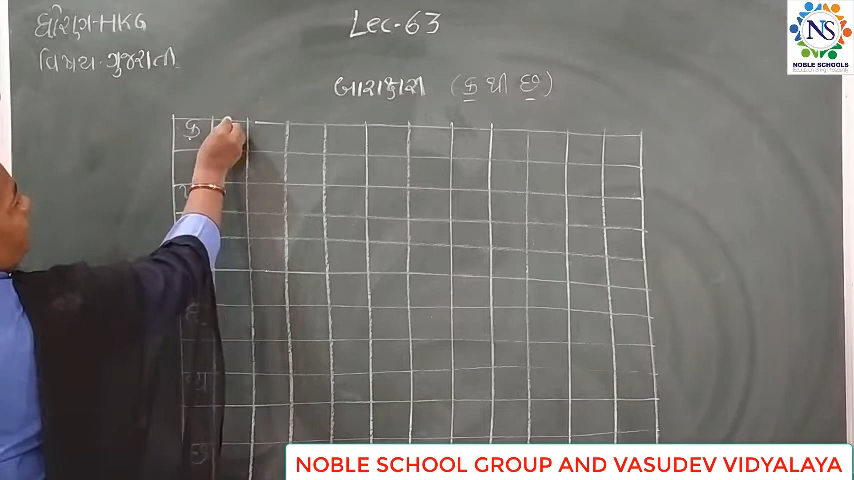 ધોરણ-HKG
Lec-63
વિષય-ગુજરાતી
બારાક્ષરી (ક થી છ)
ક
છ
NS
NOBLE SCHOOLS
NOBLE SCHOOL GROUP AND VASUDEV VIDYALAYA